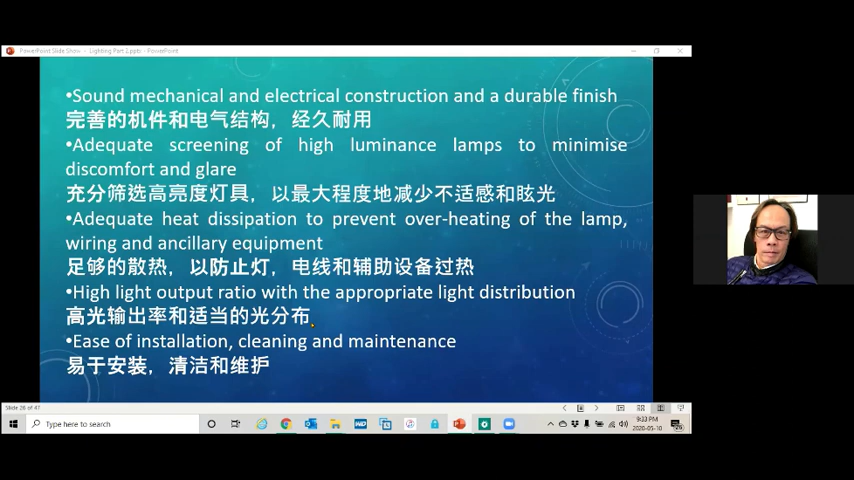 PowerPoint Slide Show - Lighting Part 2.pptx - PowerPoint
•Sound mechanical and electrical construction and a durable finish
完善的机件和电气结构，经久耐用
•Adequate screening of high luminance lamps to minimise
discomfort and glare
充分筛选高亮度灯具，以最大程度地减少不适感和眩光
•Adequate heat dissipation to prevent over-heating of the lamp,
wiring and ancillary equipment
足够的散热，以防止灯，电线和辅助设备过热
•High light output ratio with the appropriate light distribution
高光输出率和适当的光分布
•Ease of installation, cleaning and maintenance
易于安装，清洁和维护
Slide 26 of 41
Type here to search
9:33 PM
2020-05-10